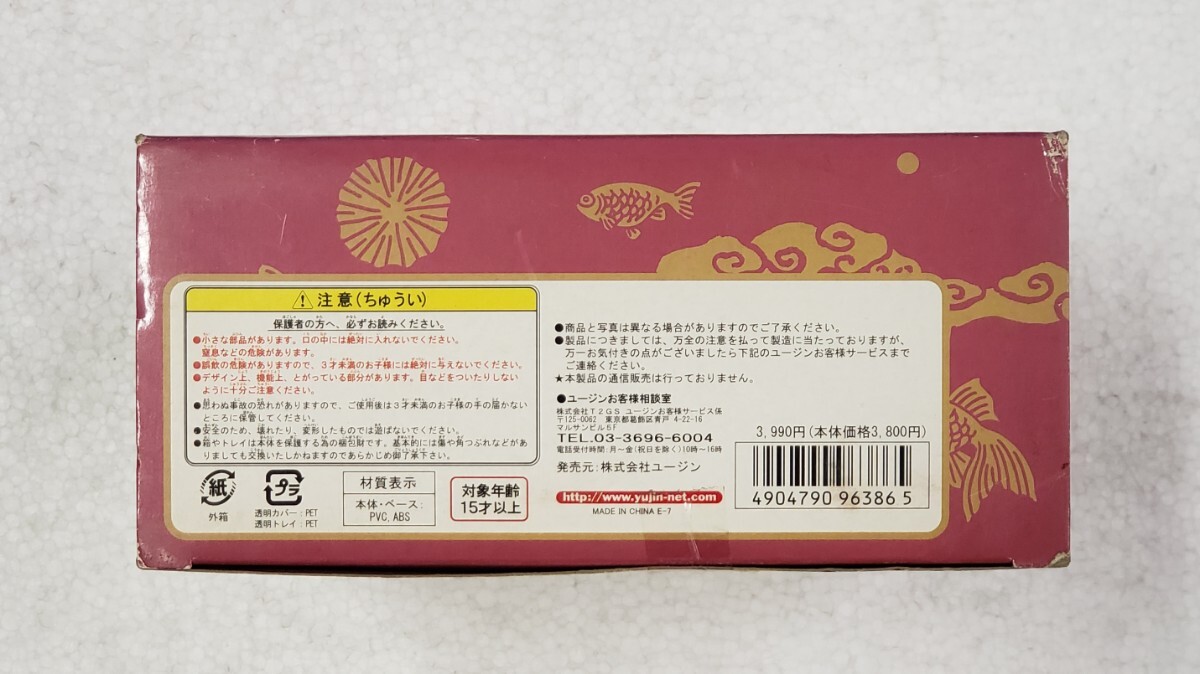 ⚠ 注意(ちゅうい)
保護者の方へ、必ずお読みください。
●小さな部品があります。口の中には絶対に入れないでください。
窒息などの危険があります。
●誤飲の危険がありますので、3才未満のお子様には絶対に与えないでください。
●デザイン上、機能上、とがっている部分があります。目などをついたりしない
ように十分ご注意ください。
●思わぬ事故の恐れがありますので、ご使用後は3才未満のお子様の手の届かない
ところに保管してください。
●安全のため、壊れたり、変形したものでは遊ばないでください。
●箱やトレイは本体を保護する為の梱包財です。基本的には傷や角つぶれなどがあ
りましても交換いたしかねますのであらかじめ御了承下さい。
紙
外箱
プラ
透明カバー:PET
透明トレイ:PET
材質表示
本体・ベース:
PVC,ABS
対象年齢
15才以上
●商品と写真は異なる場合がありますのでご了承ください。
●製品につきましては、万全の注意を払って製造に当たっておりますが、
万一お気付きの点がございましたら下記のユージンお客様サービスまで
ご連絡ください。
★本製品の通信販売は行っておりません。
●ユージンお客様相談室
株式会社T2GS ユージンお客様サービス係
〒125-0062 東京都葛飾区青戸 4-22-16
マルサンビル5F
TEL.03-3696-6004
電話受付時間:月〜金(祝日を除く)10時〜16時
発売元:株式会社ユージン
http://www.yujin-net.com
MADE IN CHINA E-7
3,990円(本体価格3,800円)
4904790 96386 5